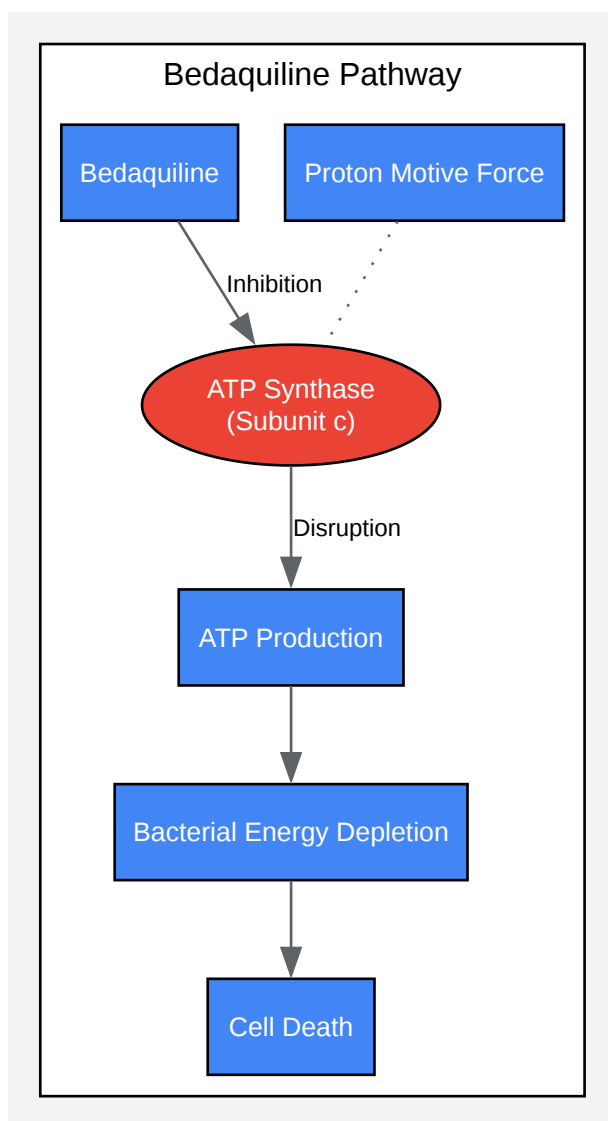 Bedaquiline Pathway
Bedaquiline
Proton Motive Force
Inhibition
ATP Synthase
(Subunit c)
Disruption
ATP Production
Bacterial Energy Depletion
Cell Death